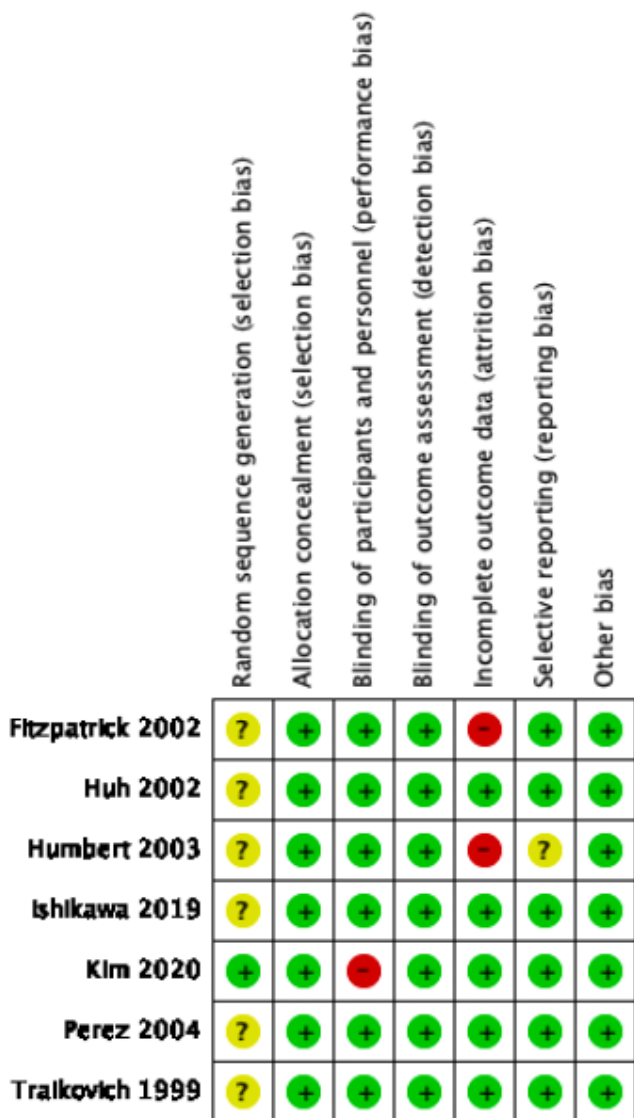 Random sequence generation (selection bias)
Allocation concealment (selection bias)
Blinding of participants and personnel (performance bias)
Blinding of outcome assessment (detection bias)
Incomplete outcome data (attrition bias)
Selective reporting (reporting bias)
Other bias
Fitzpatrick 2002 ? + + + - + +
Huh 2002 ? + + + + + +
Humbert 2003 ? + + + - ? +
Ishikawa 2019 ? + + + + + +
Kim 2020 + + - + + + +
Perez 2004 ? + + + + + +
Traikovich 1999 ? + + + + + +